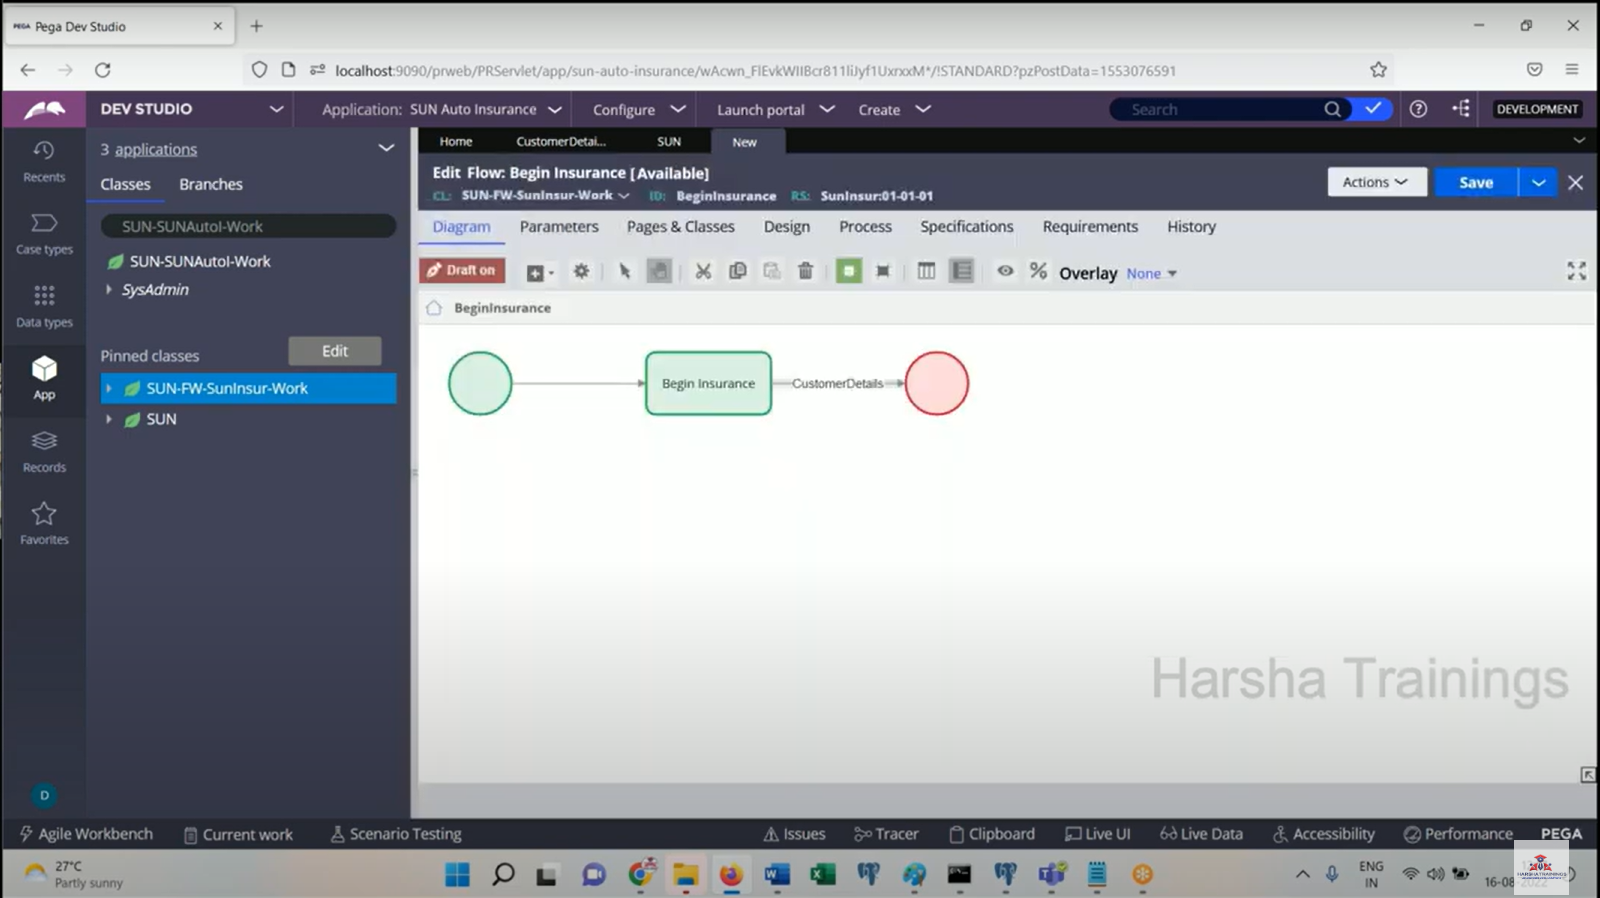 PEGA Pega Dev Studio
localhost:9090/prweb/PRServlet/app/sun-auto-insurance/wAcwn_FlEvkWIIBcr811liJyf1UxrxxM*/!STANDARD?pzPostData=1553076591
DEV STUDIO
Application: SUN Auto Insurance
Configure
Launch portal
Create
Search
DEVELOPMENT
Recents
Case types
Data types
App
Records
Favorites
D
3 applications
Classes Branches
SUN-SUNAutoI-Work
SUN-SUNAutoI-Work
SysAdmin
Pinned classes Edit
SUN-FW-SunInsur-Work
SUN
Home CustomerDetai... SUN New
Edit Flow: Begin Insurance [Available]
CL: SUN-FW-SunInsur-Work ID: BeginInsurance RS: SunInsur:01-01-01
Actions Save
Diagram Parameters Pages & Classes Design Process Specifications Requirements History
Draft on Overlay None
BeginInsurance
Begin Insurance CustomerDetails
Harsha Trainings
Agile Workbench Current work Scenario Testing Issues Tracer Clipboard Live UI Live Data Accessibility Performance PEGA
27°C
Partly sunny
ENG
IN
16-08-2022
HARSHA TRAININGS